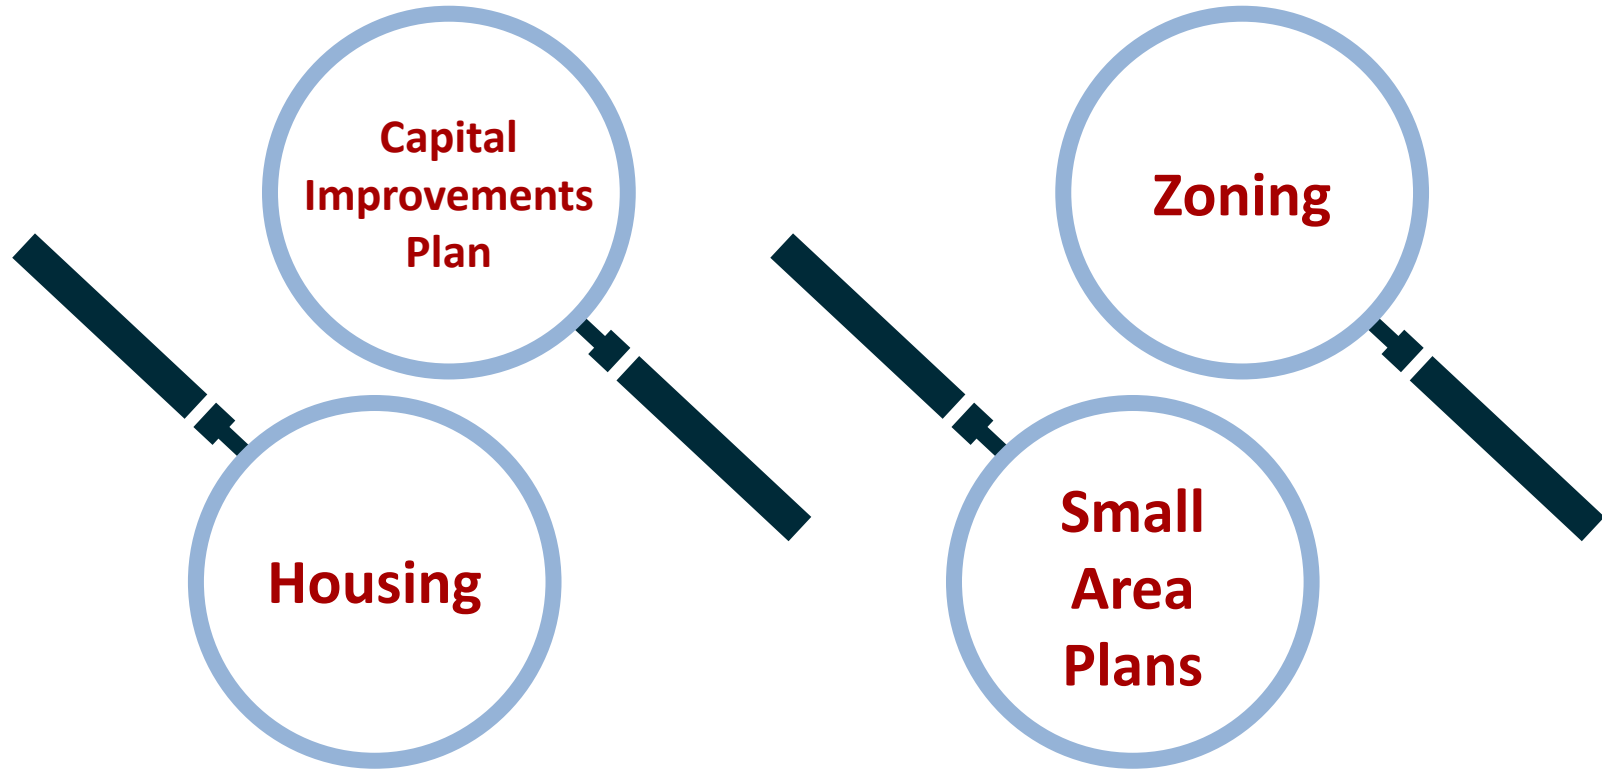 Capital
Improvements
Plan
Zoning
Housing
Small
Area
Plans